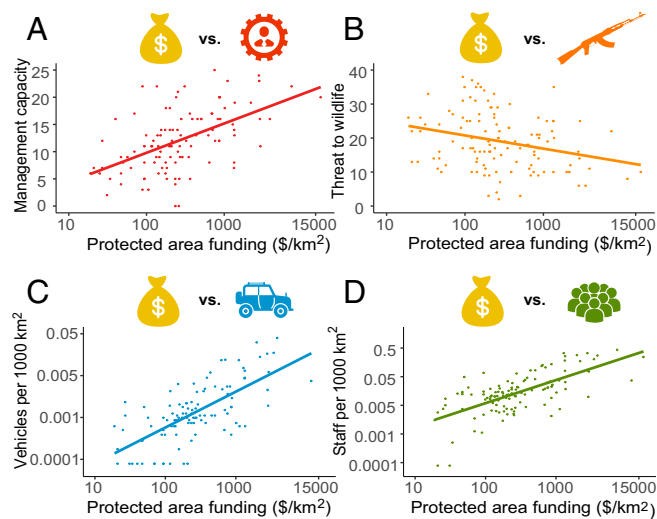 A
$ vs.
Management capacity
25
20
15
10
5
0
10 100 1000 15000
Protected area funding ($/km2)
B
$ vs.
Threat to wildlife
40
30
20
10
0
10 100 1000 15000
Protected area funding ($/km2)
C
$ vs.
Vehicles per 1000 km2
0.05
0.005
0.001
0.0001
10 1000 15000
Protected area funding ($/km2)
D
$ vs.
Staff per 1000 km2
0.5
0.05
0.005
0.001
0.0001
10 1000 15000
Protected area funding ($/km2)